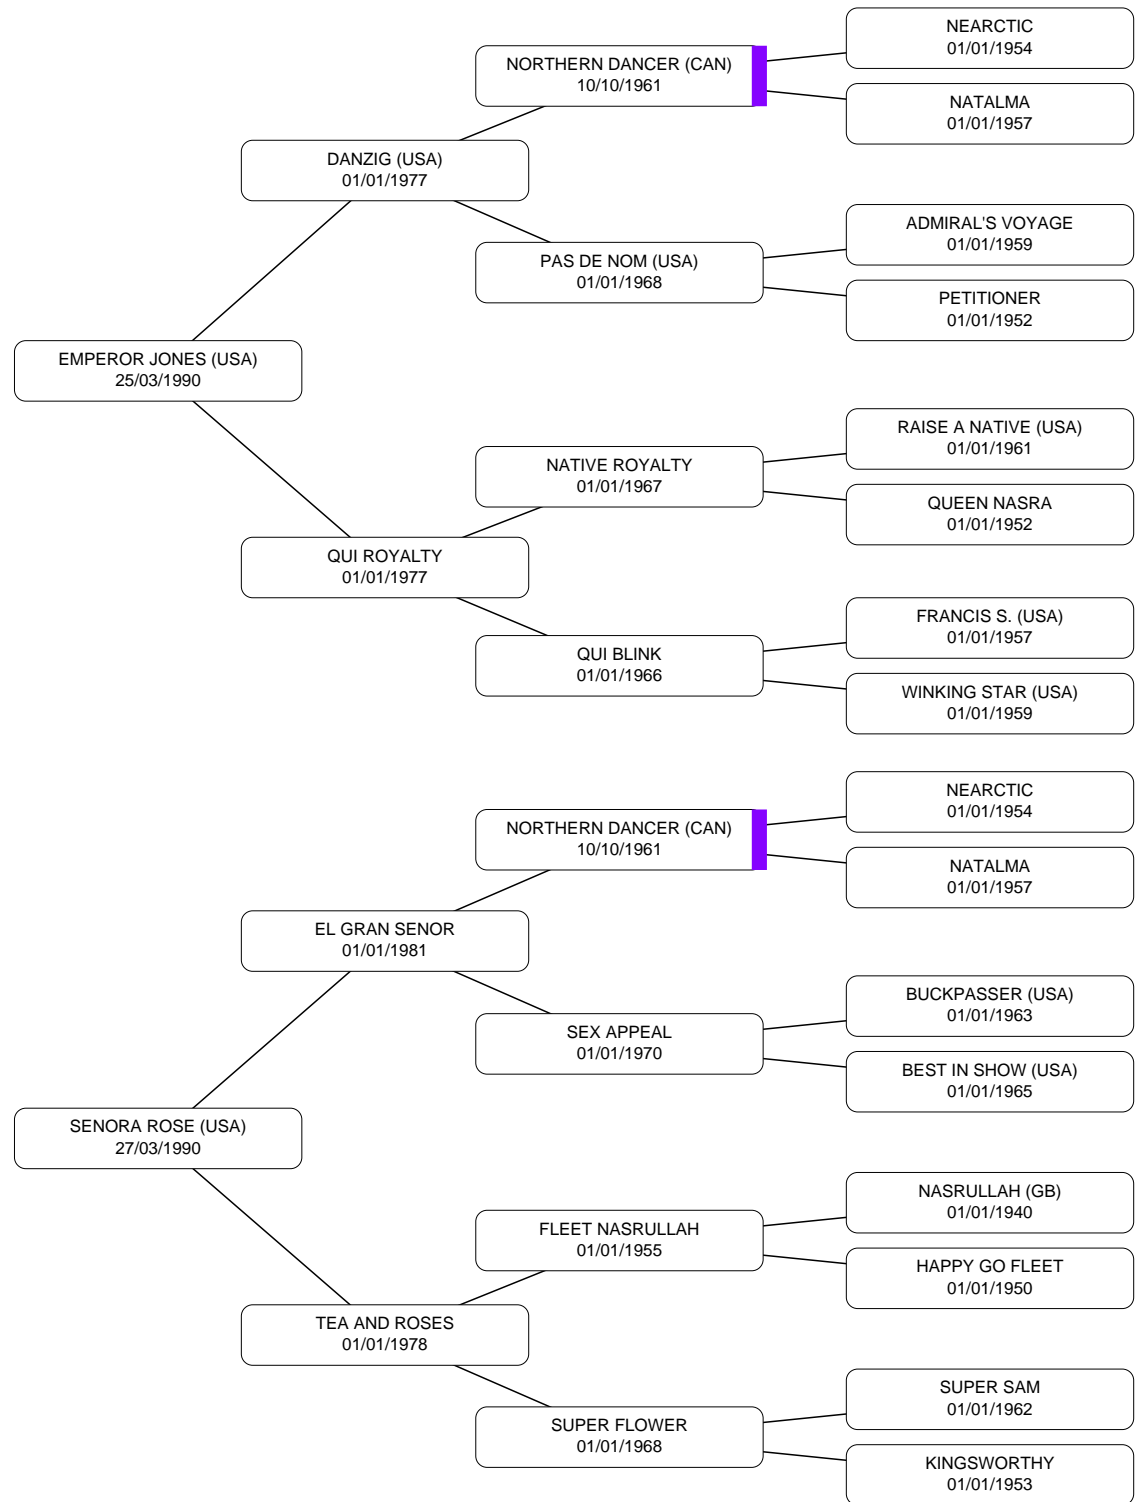 NEARCTIC
01/01/1954
NORTHERN DANCER (CAN)
10/10/1961
NATALMA
01/01/1957
DANZIG (USA)
01/01/1977
ADMIRAL'S VOYAGE
01/01/1959
PAS DE NOM (USA)
01/01/1968
PETITIONER
01/01/1952
EMPEROR JONES (USA)
25/03/1990
RAISE A NATIVE (USA)
01/01/1961
NATIVE ROYALTY
01/01/1967
QUEEN NASRA
01/01/1952
QUI ROYALTY
01/01/1977
FRANCIS S. (USA)
01/01/1957
QUI BLINK
01/01/1966
WINKING STAR (USA)
01/01/1959
NEARCTIC
01/01/1954
NORTHERN DANCER (CAN)
10/10/1961
NATALMA
01/01/1957
EL GRAN SENOR
01/01/1981
BUCKPASSER (USA)
01/01/1963
SEX APPEAL
01/01/1970
BEST IN SHOW (USA)
01/01/1965
SENORA ROSE (USA)
27/03/1990
NASRULLAH (GB)
01/01/1940
FLEET NASRULLAH
01/01/1955
HAPPY GO FLEET
01/01/1950
TEA AND ROSES
01/01/1978
SUPER SAM
01/01/1962
SUPER FLOWER
01/01/1968
KINGSWORTHY
01/01/1953